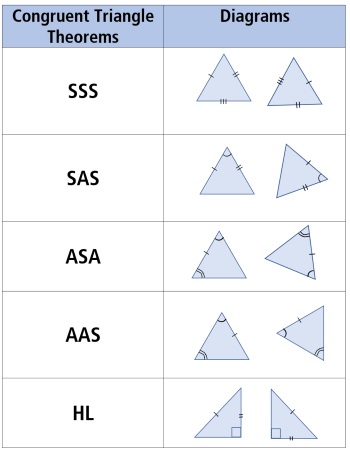 Congruent Triangle Diagrams
Theorems
SSS
SAS
ASA
AAS
HL